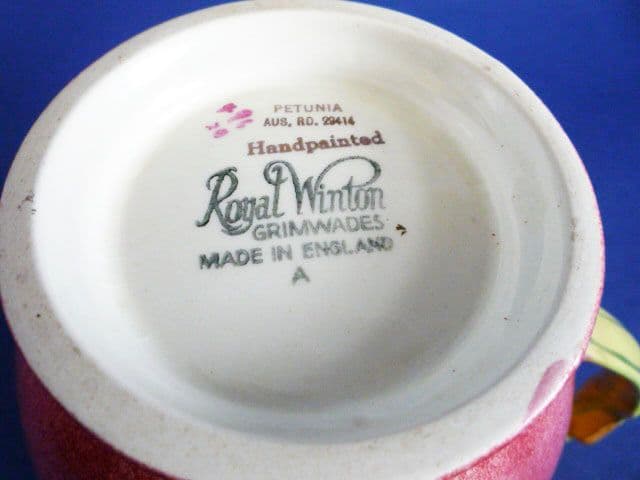 PETUNIA
AUS, RD. 29414
Handpainted
Royal Winton
GRIMWADES
MADE IN ENGLAND
A